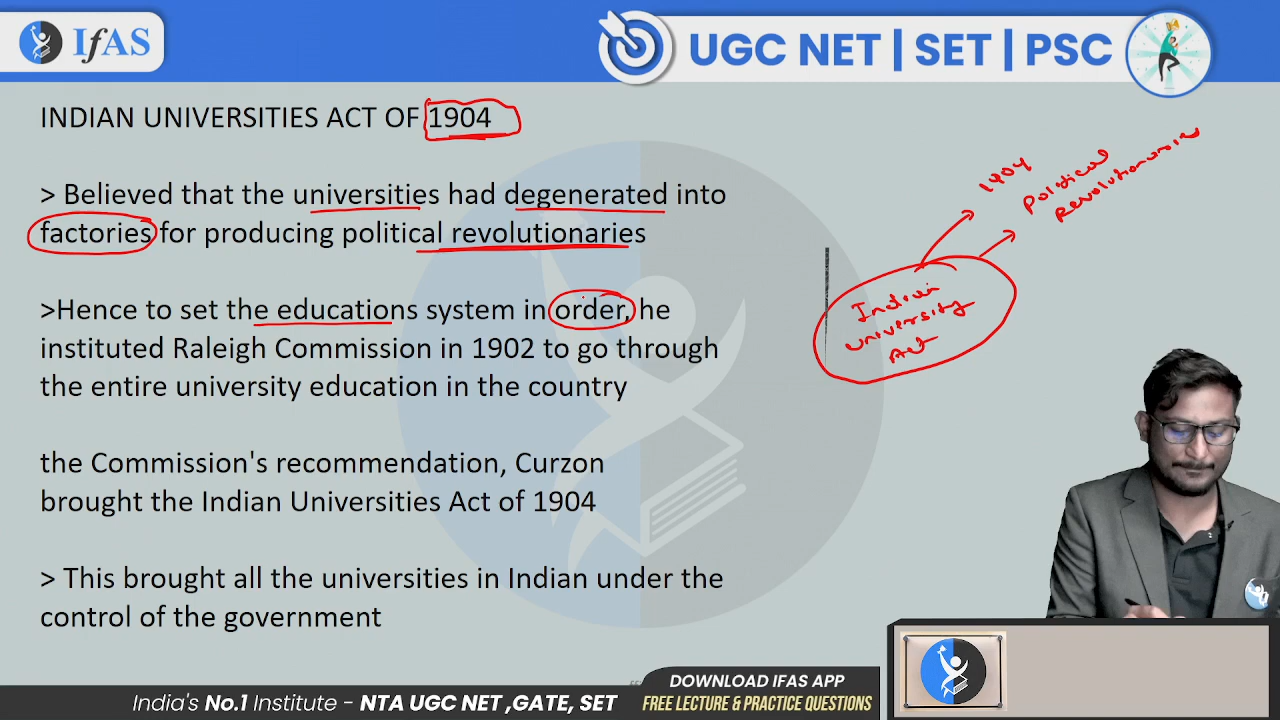 IfAS
UGC NET | SET | PSC
INDIAN UNIVERSITIES ACT OF 1904
> Believed that the universities had degenerated into
factories for producing political revolutionaries
>Hence to set the educations system in order, he
instituted Raleigh Commission in 1902 to go through
the entire university education in the country
the Commission's recommendation, Curzon
brought the Indian Universities Act of 1904
> This brought all the universities in Indian under the
control of the government
1904
Political
Revolutionaries
Indian
University
Act
DOWNLOAD IFAS APP
FREE LECTURE & PRACTICE QUESTIONS
India's No.1 Institute - NTA UGC NET ,GATE, SET